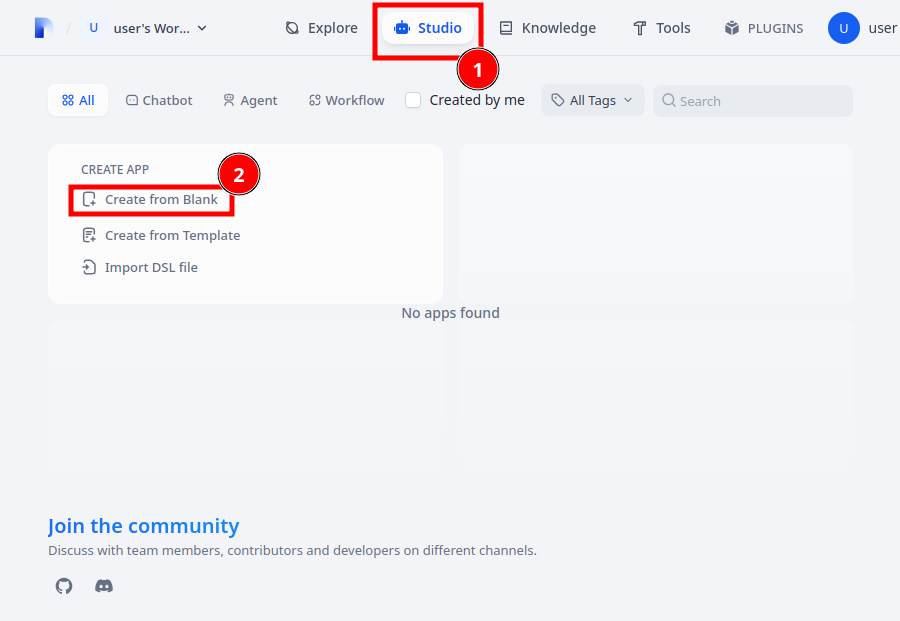 / U user's Wor... Explore Studio Knowledge Tools PLUGINS U user
1
All Chatbot Agent Workflow Created by me All Tags Search
CREATE APP
2
Create from Blank
Create from Template
Import DSL file
No apps found
Join the community
Discuss with team members, contributors and developers on different channels.